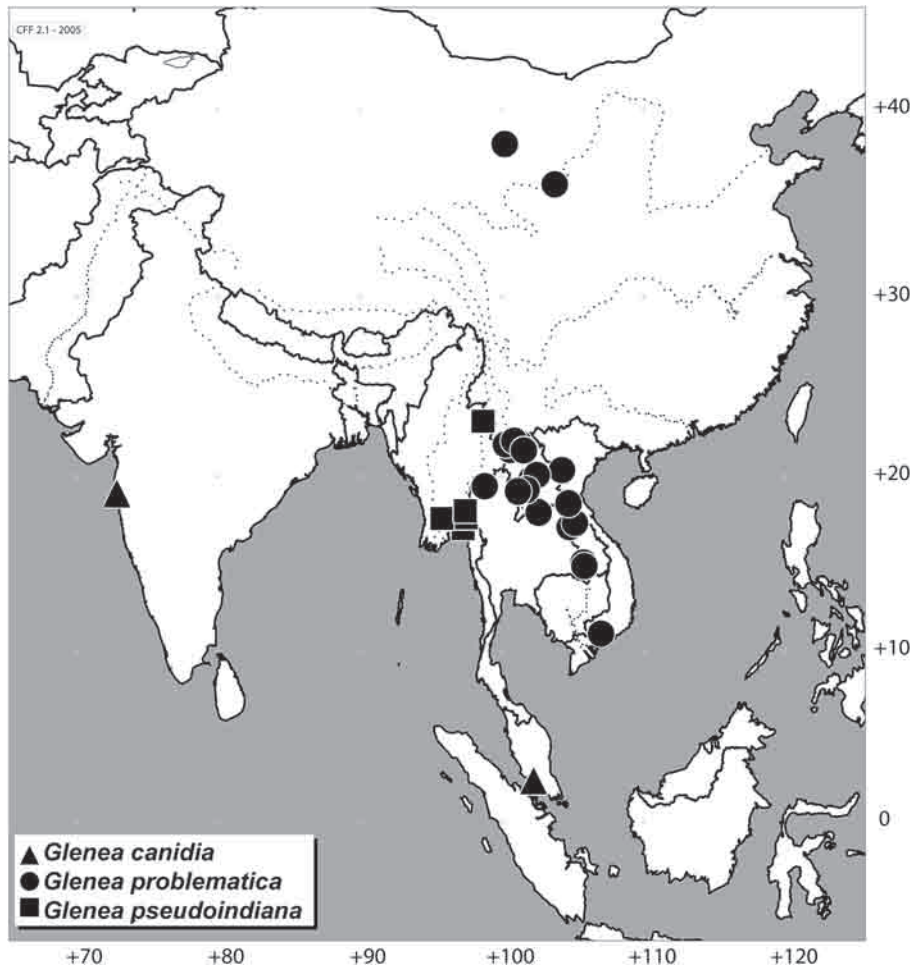 CFF 2.1 - 2005
+40
+30
+20
+10
0
Glenea canidia
Glenea problematica
Glenea pseudoindiana
+70 +80 +90 +100 +110 +120